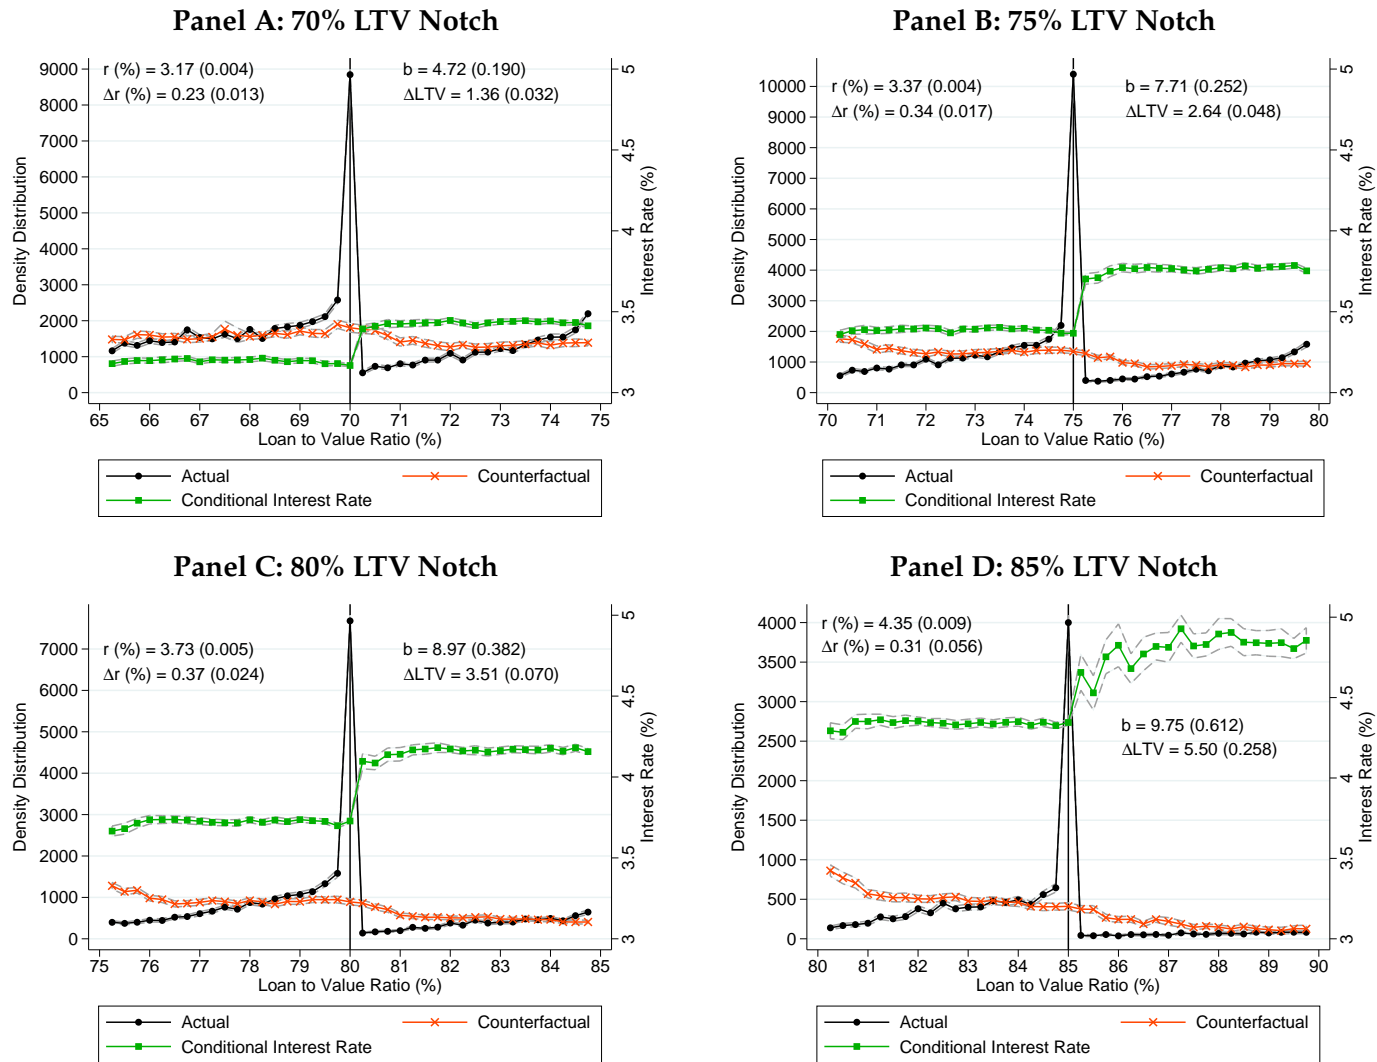 Panel A: 70% LTV Notch
r (%) = 3.17 (0.004)
Δr (%) = 0.23 (0.013)
b = 4.72 (0.190)
ΔLTV = 1.36 (0.032)
Density Distribution
9000
8000
7000
6000
5000
4000
3000
2000
1000
0
Interest Rate (%)
5
4.5
4
3.5
3
65 66 67 68 69 70 71 72 73 74 75
Loan to Value Ratio (%)
Actual
Counterfactual
Conditional Interest Rate
Panel B: 75% LTV Notch
r (%) = 3.37 (0.004)
Δr (%) = 0.34 (0.017)
b = 7.71 (0.252)
ΔLTV = 2.64 (0.048)
Density Distribution
10000
9000
8000
7000
6000
5000
4000
3000
2000
1000
0
Interest Rate (%)
5
4.5
4
3.5
3
70 71 72 73 74 75 76 77 78 79 80
Loan to Value Ratio (%)
Actual
Counterfactual
Conditional Interest Rate
Panel C: 80% LTV Notch
r (%) = 3.73 (0.005)
Δr (%) = 0.37 (0.024)
b = 8.97 (0.382)
ΔLTV = 3.51 (0.070)
Density Distribution
7000
6000
5000
4000
3000
2000
1000
0
Interest Rate (%)
5
4.5
4
3.5
3
75 76 77 78 79 80 81 82 83 84 85
Loan to Value Ratio (%)
Actual
Counterfactual
Conditional Interest Rate
Panel D: 85% LTV Notch
r (%) = 4.35 (0.009)
Δr (%) = 0.31 (0.056)
b = 9.75 (0.612)
ΔLTV = 5.50 (0.258)
Density Distribution
4000
3500
3000
2500
2000
1500
1000
500
0
Interest Rate (%)
5
4.5
4
3.5
3
80 81 82 83 84 85 86 87 88 89 90
Loan to Value Ratio (%)
Actual
Counterfactual
Conditional Interest Rate